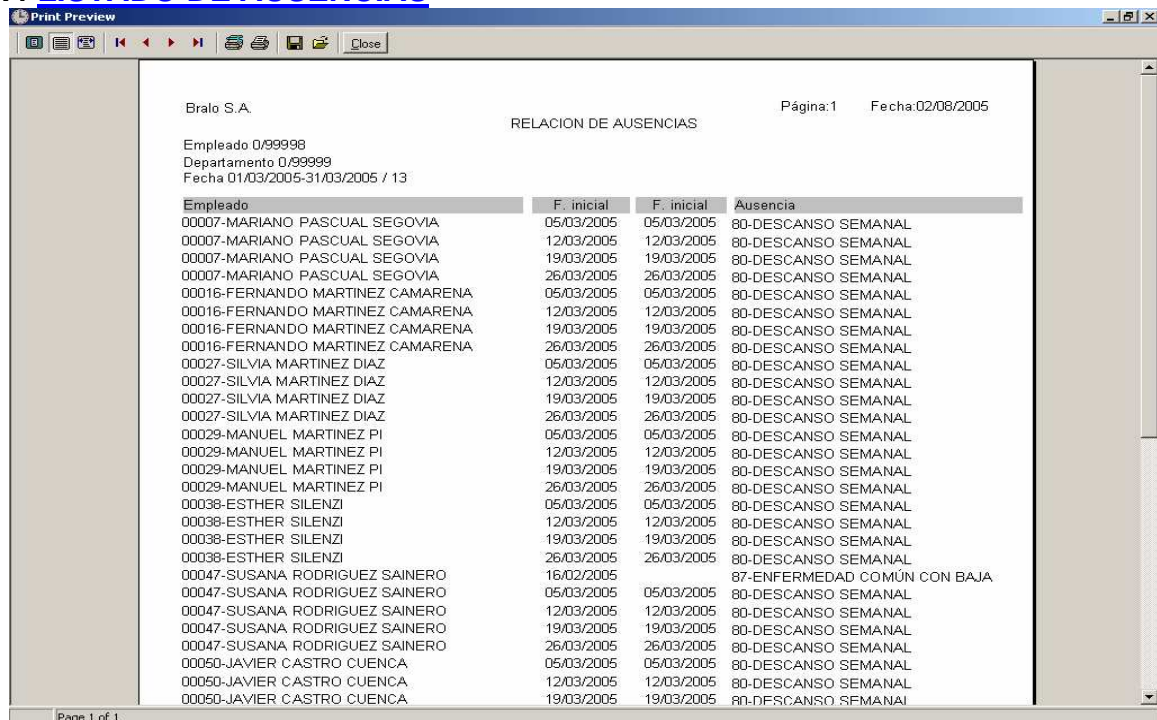 LISTADO DE AUSENCIAS
Print Preview
Close
Bralo S.A. Página:1 Fecha:02/08/2005
RELACION DE AUSENCIAS
Empleado 0/99998
Departamento 0/99999
Fecha 01/03/2005-31/03/2005 / 13
Empleado F. inicial F. inicial Ausencia
00007-MARIANO PASCUAL SEGOVIA 05/03/2005 05/03/2005 80-DESCANSO SEMANAL
00007-MARIANO PASCUAL SEGOVIA 12/03/2005 12/03/2005 80-DESCANSO SEMANAL
00007-MARIANO PASCUAL SEGOVIA 19/03/2005 19/03/2005 80-DESCANSO SEMANAL
00007-MARIANO PASCUAL SEGOVIA 26/03/2005 26/03/2005 80-DESCANSO SEMANAL
00016-FERNANDO MARTINEZ CAMARENA 05/03/2005 05/03/2005 80-DESCANSO SEMANAL
00016-FERNANDO MARTINEZ CAMARENA 12/03/2005 12/03/2005 80-DESCANSO SEMANAL
00016-FERNANDO MARTINEZ CAMARENA 19/03/2005 19/03/2005 80-DESCANSO SEMANAL
00016-FERNANDO MARTINEZ CAMARENA 26/03/2005 26/03/2005 80-DESCANSO SEMANAL
00027-SILVIA MARTINEZ DIAZ 05/03/2005 05/03/2005 80-DESCANSO SEMANAL
00027-SILVIA MARTINEZ DIAZ 12/03/2005 12/03/2005 80-DESCANSO SEMANAL
00027-SILVIA MARTINEZ DIAZ 19/03/2005 19/03/2005 80-DESCANSO SEMANAL
00027-SILVIA MARTINEZ DIAZ 26/03/2005 26/03/2005 80-DESCANSO SEMANAL
00029-MANUEL MARTINEZ PI 05/03/2005 05/03/2005 80-DESCANSO SEMANAL
00029-MANUEL MARTINEZ PI 12/03/2005 12/03/2005 80-DESCANSO SEMANAL
00029-MANUEL MARTINEZ PI 19/03/2005 19/03/2005 80-DESCANSO SEMANAL
00029-MANUEL MARTINEZ PI 26/03/2005 26/03/2005 80-DESCANSO SEMANAL
00038-ESTHER SILENZI 05/03/2005 05/03/2005 80-DESCANSO SEMANAL
00038-ESTHER SILENZI 12/03/2005 12/03/2005 80-DESCANSO SEMANAL
00038-ESTHER SILENZI 19/03/2005 19/03/2005 80-DESCANSO SEMANAL
00038-ESTHER SILENZI 26/03/2005 26/03/2005 80-DESCANSO SEMANAL
00047-SUSANA RODRIGUEZ SAINERO 16/02/2005 87-ENFERMEDAD COMÚN CON BAJA
00047-SUSANA RODRIGUEZ SAINERO 05/03/2005 05/03/2005 80-DESCANSO SEMANAL
00047-SUSANA RODRIGUEZ SAINERO 12/03/2005 12/03/2005 80-DESCANSO SEMANAL
00047-SUSANA RODRIGUEZ SAINERO 19/03/2005 19/03/2005 80-DESCANSO SEMANAL
00047-SUSANA RODRIGUEZ SAINERO 26/03/2005 26/03/2005 80-DESCANSO SEMANAL
00050-JAVIER CASTRO CUENCA 05/03/2005 05/03/2005 80-DESCANSO SEMANAL
00050-JAVIER CASTRO CUENCA 12/03/2005 12/03/2005 80-DESCANSO SEMANAL
00050-JAVIER CASTRO CUENCA 19/03/2005 19/03/2005 80-DESCANSO SEMANAL
Page 1 of 1